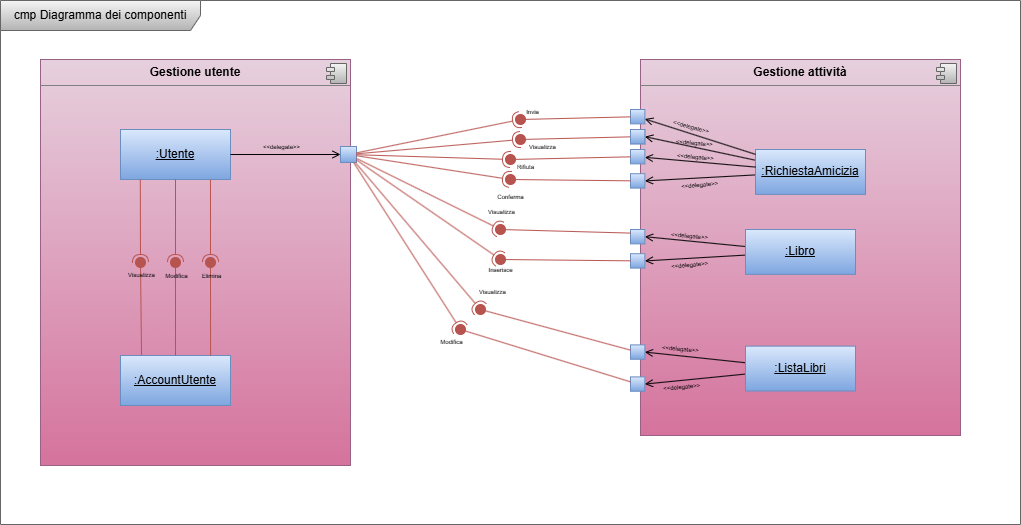 cmp Diagramma dei componenti
Gestione utente
Gestione attività
:Utente
<<delegate>>
Visualizza
Modifica
Elimina
:AccountUtente
Invia
Visualizza
Rifiuta
Conferma
Visualizza
Inserisce
Visualizza
Modifica
<<delegate>>
<<delegate>>
<<delegate>>
<<delegate>>
:RichiestaAmicizia
<<delegate>>
<<delegate>>
:Libro
<<delegate>>
<<delegate>>
:ListaLibri